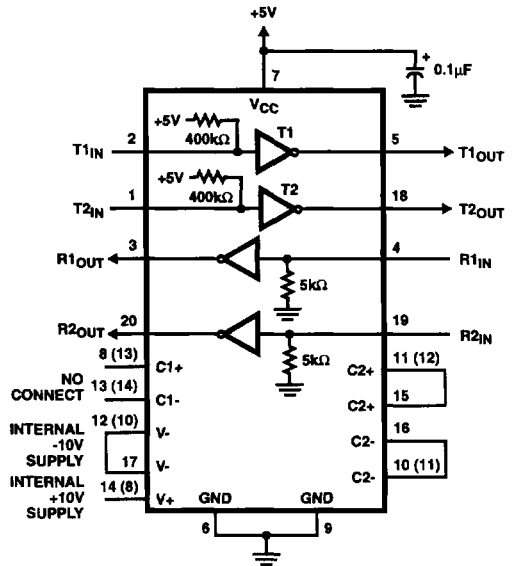 +5V
+
0.1μF
7
VCC
+5V
400kΩ
T1
2
5
T1IN
T1OUT
+5V
400kΩ
T2
1
18
T2IN
T2OUT
3
4
R1OUT
R1IN
5kΩ
20
19
R2OUT
R2IN
5kΩ
8 (13)
C1+
11 (12)
C2+
NO
CONNECT
13 (14)
C1-
15
C2+
12 (10)
V-
16
C2-
INTERNAL
-10V
SUPPLY
17
V-
10 (11)
C2-
INTERNAL
+10V
SUPPLY
14 (8)
V+
GND
GND
6
9